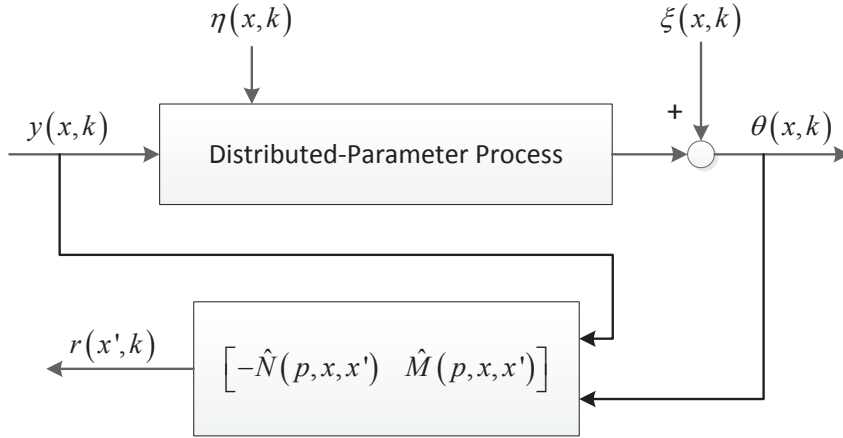 η(x,k)
ξ(x,k)
y(x,k)
+
θ(x,k)
Distributed-Parameter Process
r(x',k)
[-N̂(p,x,x') M̂(p,x,x')]